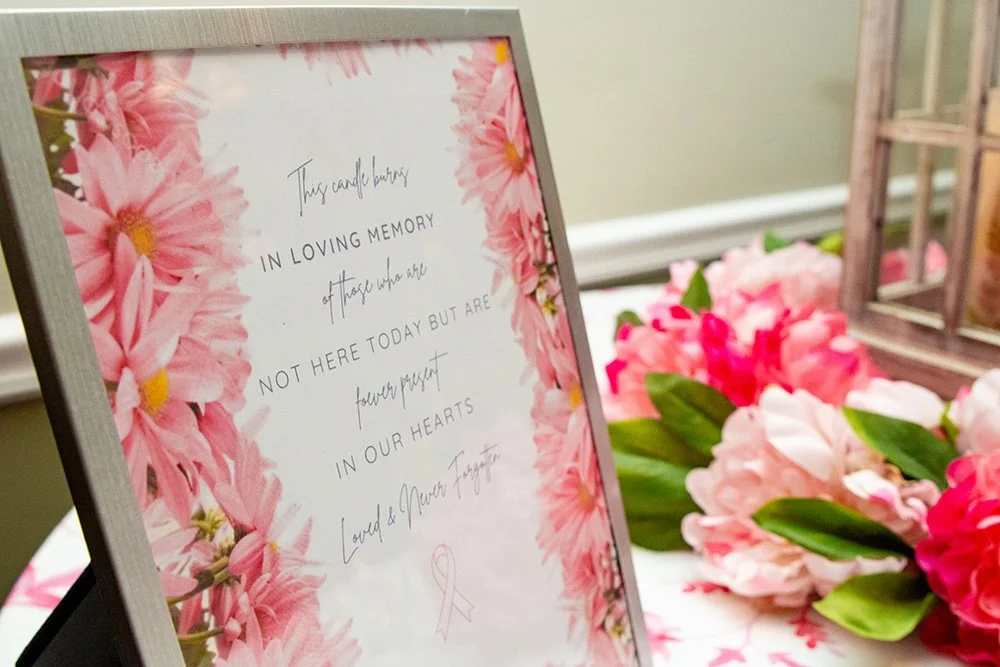 This candle burns
IN LOVING MEMORY
of those who are
NOT HERE TODAY BUT ARE
forever present
IN OUR HEARTS
Loved & Never Forgotten